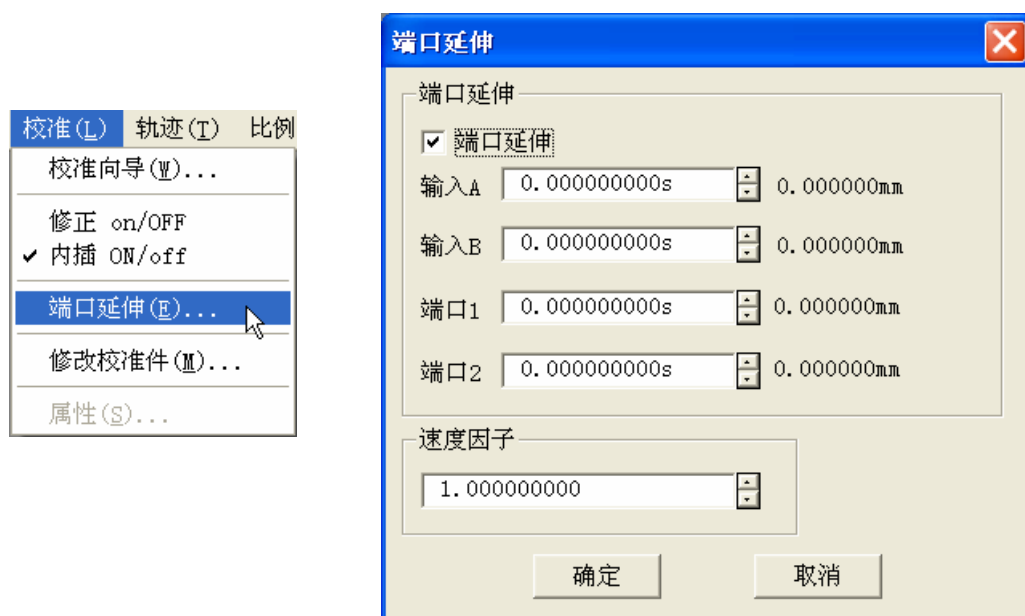 校准(L) 轨迹(T) 比例
校准向导(W)...
修正 on/OFF
内插 ON/off
端口延伸(E)...
修改校准件(M)...
属性(S)...
端口延伸
端口延伸
端口延伸
输入A 0.000000000s 0.000000mm
输入B 0.000000000s 0.000000mm
端口1 0.000000000s 0.000000mm
端口2 0.000000000s 0.000000mm
速度因子
1.000000000
确定 取消